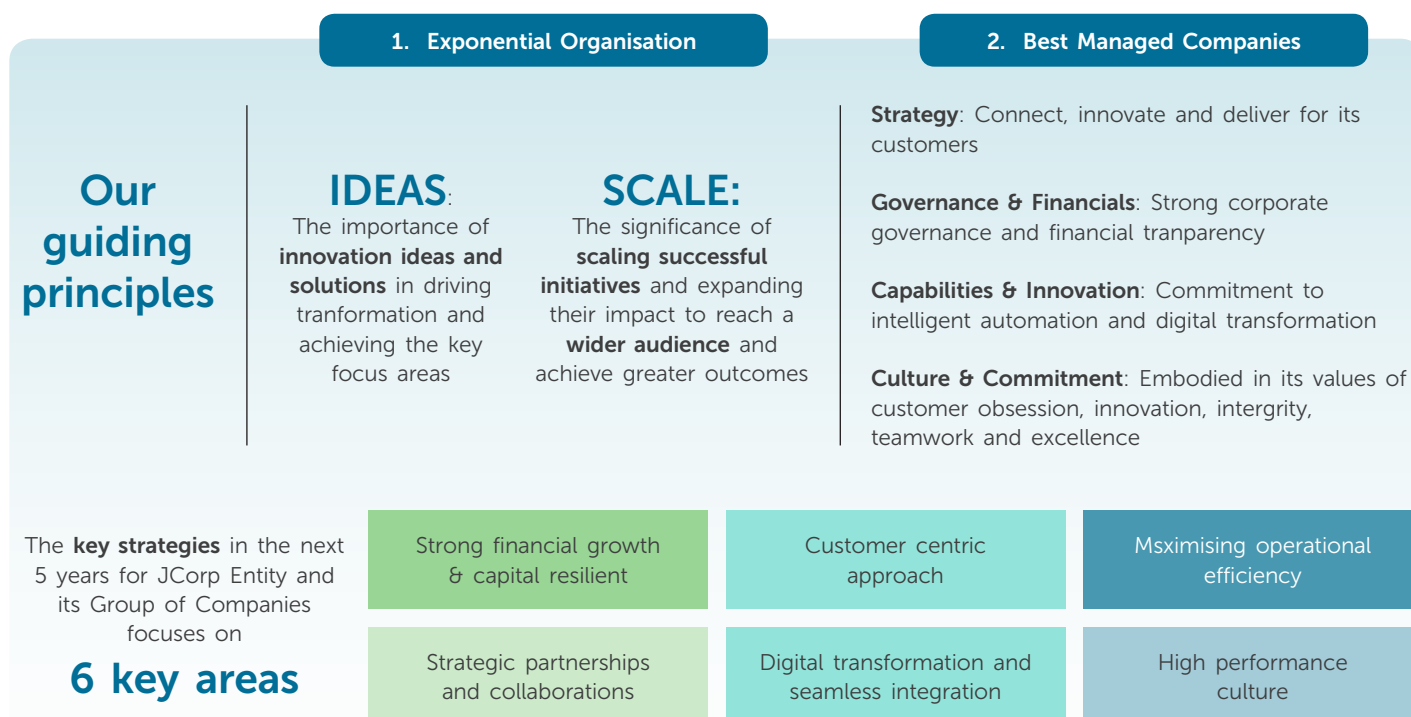 1. Exponential Organisation
2. Best Managed Companies
Our
guiding
principles
IDEAS:
The importance of
innovation ideas and
solutions in driving
tranformation and
achieving the key
focus areas
SCALE:
The significance of
scaling successful
initiatives and expanding
their impact to reach a
wider audience and
achieve greater outcomes
Strategy: Connect, innovate and deliver for its
customers
Governance & Financials: Strong corporate
governance and financial tranparency
Capabilities & Innovation: Commitment to
intelligent automation and digital transformation
Culture & Commitment: Embodied in its values of
customer obsession, innovation, intergrity,
teamwork and excellence
The key strategies in the next
5 years for JCorp Entity and
its Group of Companies
focuses on
6 key areas
Strong financial growth
& capital resilient
Customer centric
approach
Msximising operational
efficiency
Strategic partnerships
and collaborations
Digital transformation and
seamless integration
High performance
culture